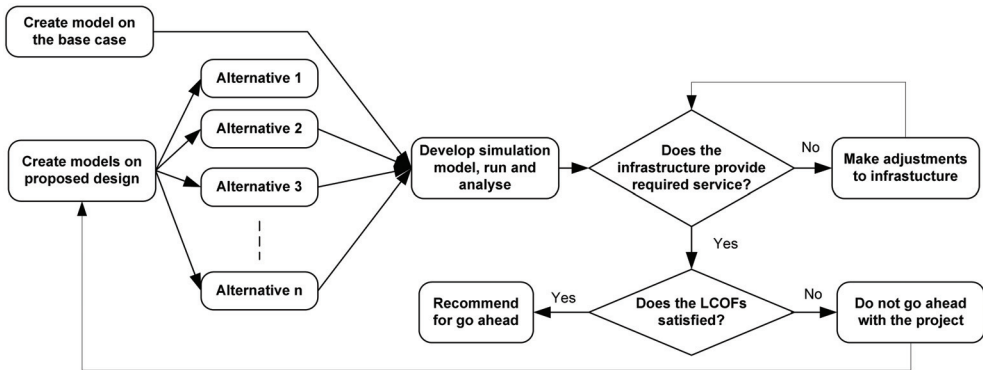 Create model on
the base case
Create models on
proposed design
Alternative 1
Alternative 2
Alternative 3
Alternative n
Develop simulation
model, run and
analyse
Does the
infrastructure provide
required service?
No
Make adjustments
to infrastucture
Yes
Does the LCOFs
satisfied?
Yes
Recommend
for go ahead
No
Do not go ahead
with the project